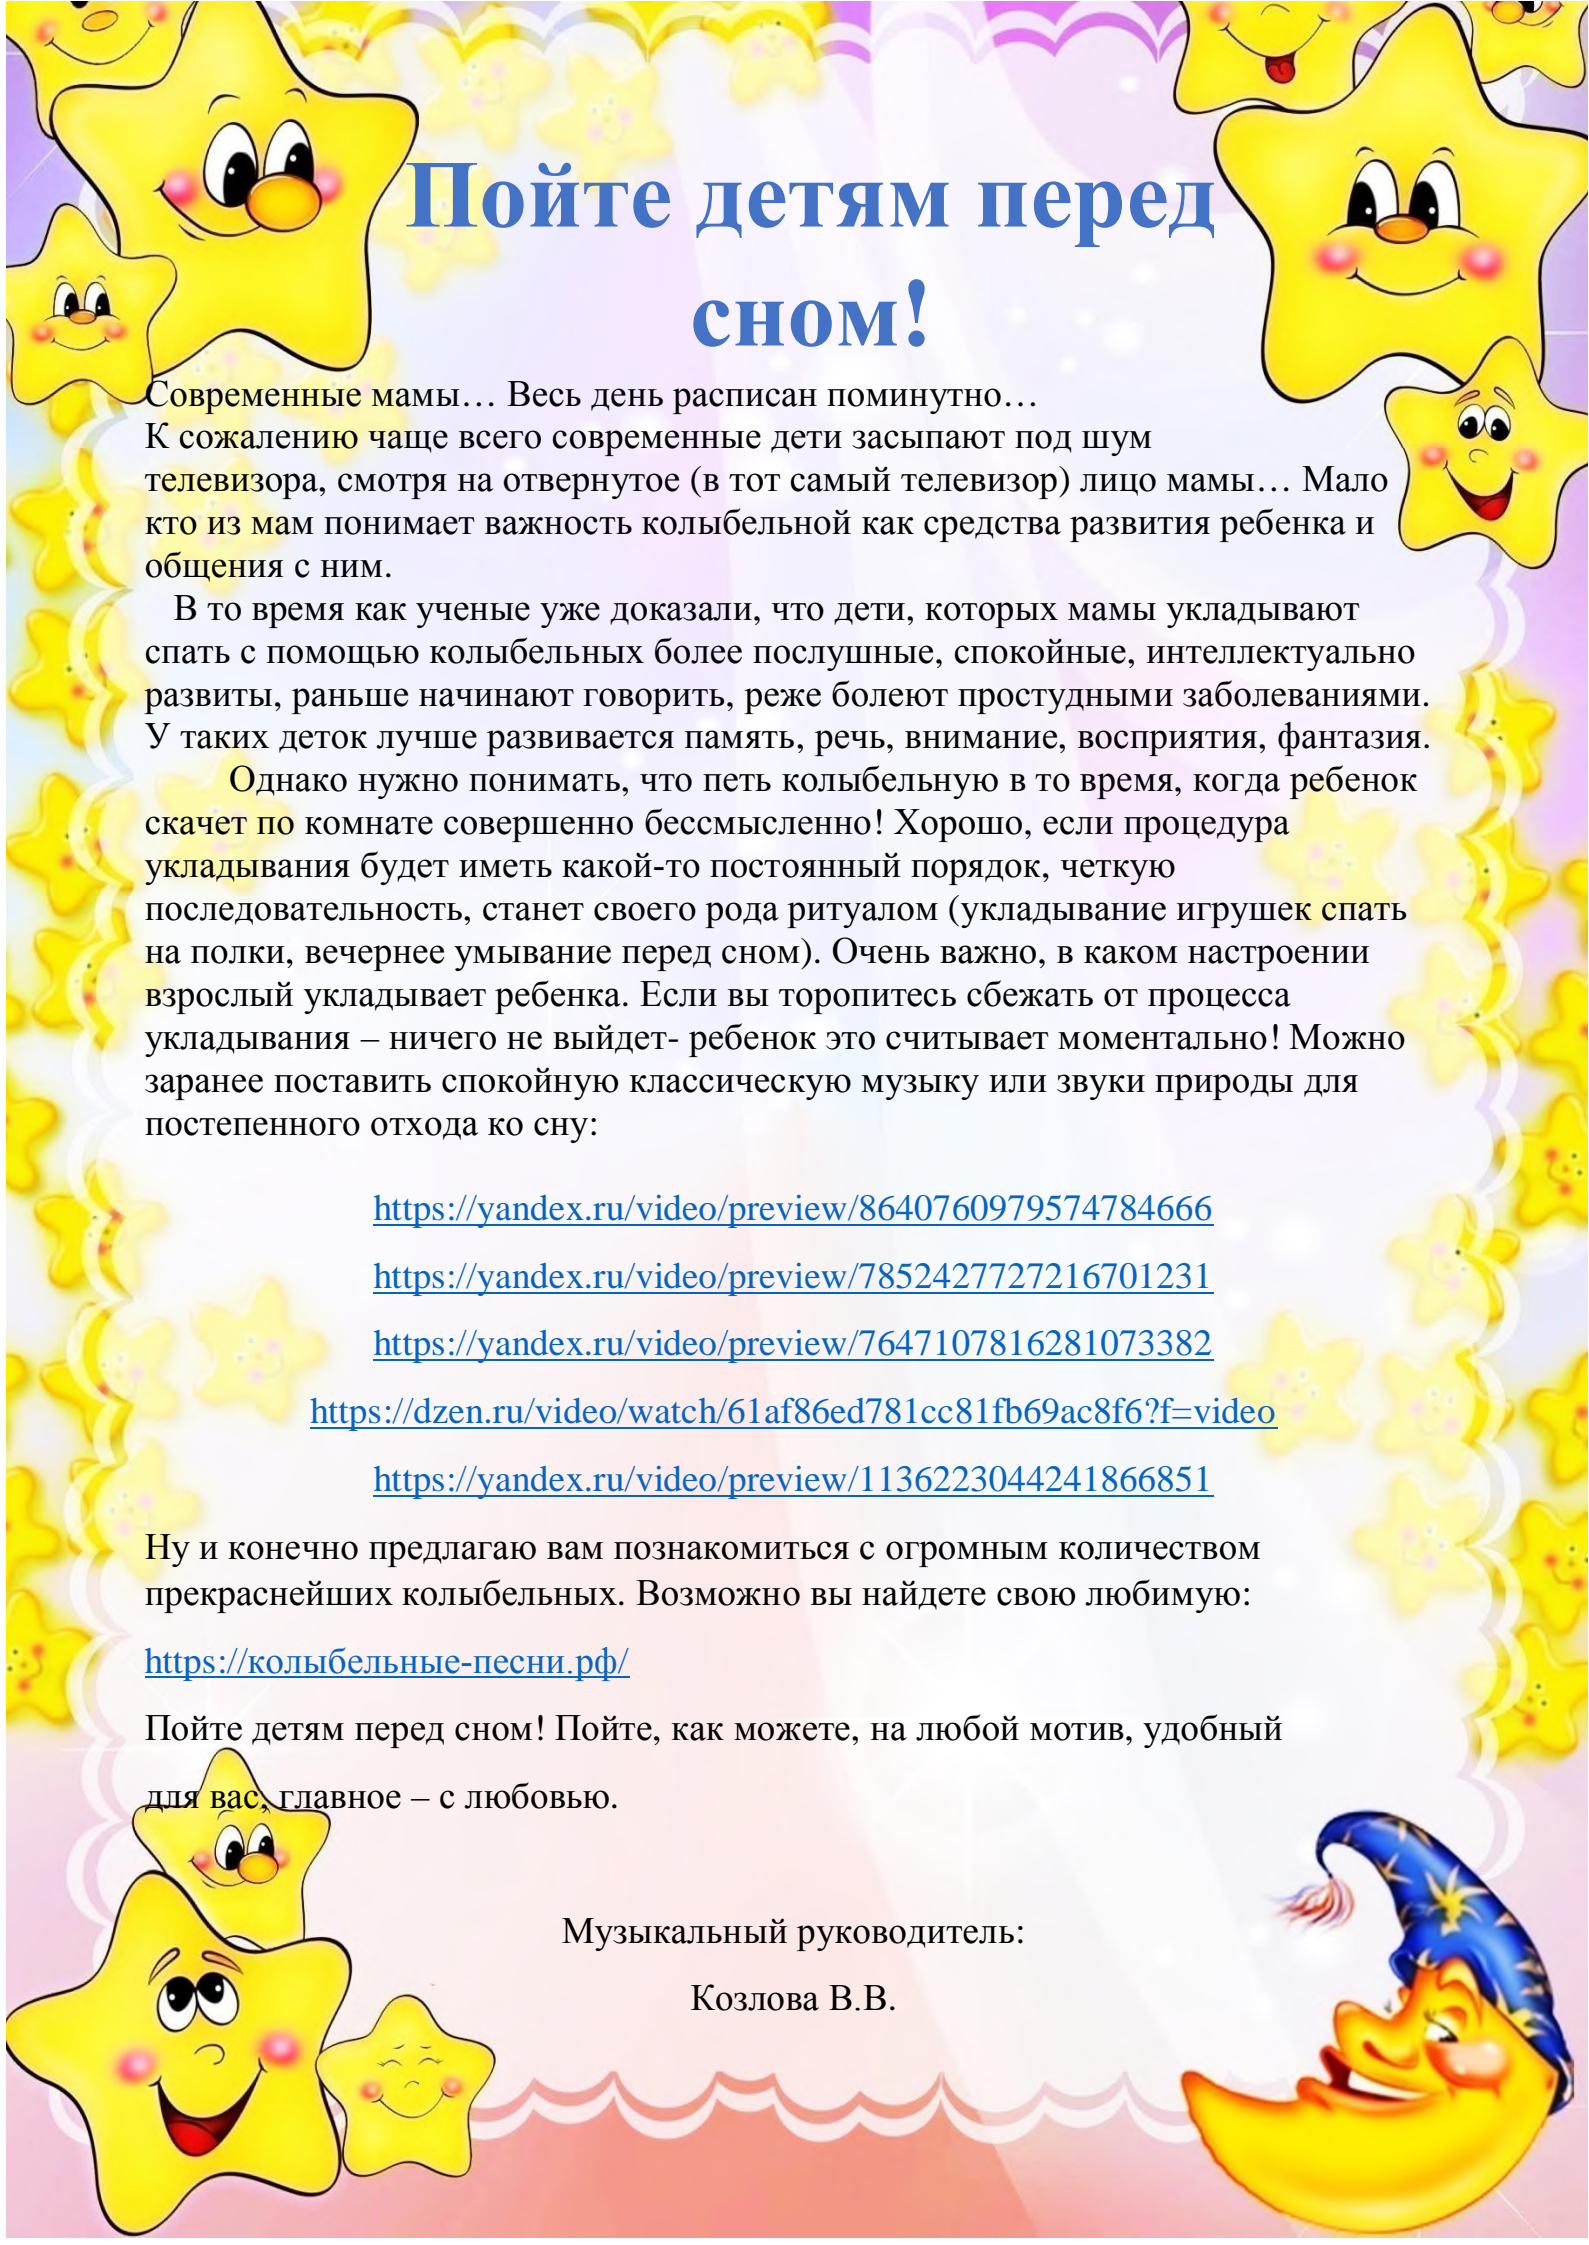 Пойте детям перед
сном!
Современные мамы… Весь день расписан поминутно…
К сожалению чаще всего современные дети засыпают под шум
телевизора, смотря на отвернутое (в тот самый телевизор) лицо мамы… Мало
кто из мам понимает важность колыбельной как средства развития ребенка и
общения с ним.
В то время как ученые уже доказали, что дети, которых мамы укладывают
спать с помощью колыбельных более послушные, спокойные, интеллектуально
развиты, раньше начинают говорить, реже болеют простудными заболеваниями.
У таких деток лучше развивается память, речь, внимание, восприятия, фантазия.
Однако нужно понимать, что петь колыбельную в то время, когда ребенок
скачет по комнате совершенно бессмысленно! Хорошо, если процедура
укладывания будет иметь какой-то постоянный порядок, четкую
последовательность, станет своего рода ритуалом (укладывание игрушек спать
на полки, вечернее умывание перед сном). Очень важно, в каком настроении
взрослый укладывает ребенка. Если вы торопитесь сбежать от процесса
укладывания – ничего не выйдет- ребенок это считывает моментально! Можно
заранее поставить спокойную классическую музыку или звуки природы для
постепенного отхода ко сну:
https://yandex.ru/video/preview/8640760979574784666
https://yandex.ru/video/preview/7852427727216701231
https://yandex.ru/video/preview/7647107816281073382
https://dzen.ru/video/watch/61af86ed781cc81fb69ac8f6?f=video
https://yandex.ru/video/preview/1136223044241866851
Ну и конечно предлагаю вам познакомиться с огромным количеством
прекраснейших колыбельных. Возможно вы найдете свою любимую:
https://колыбельные-песни.рф/
Пойте детям перед сном! Пойте, как можете, на любой мотив, удобный
для вас, главное – с любовью.
Музыкальный руководитель:
Козлова В.В.